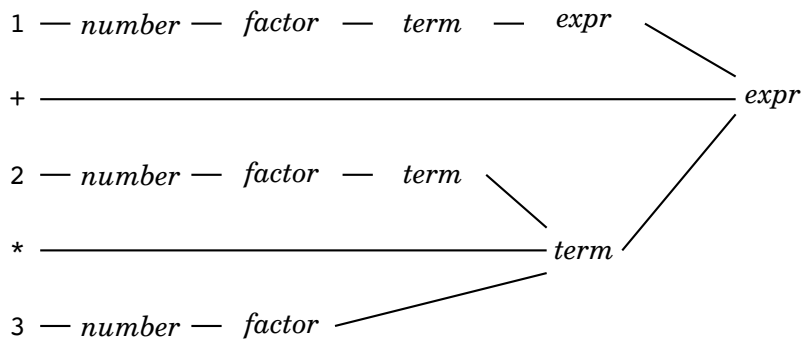 1 number factor term expr
+ expr
2 number factor term
* term
3 number factor